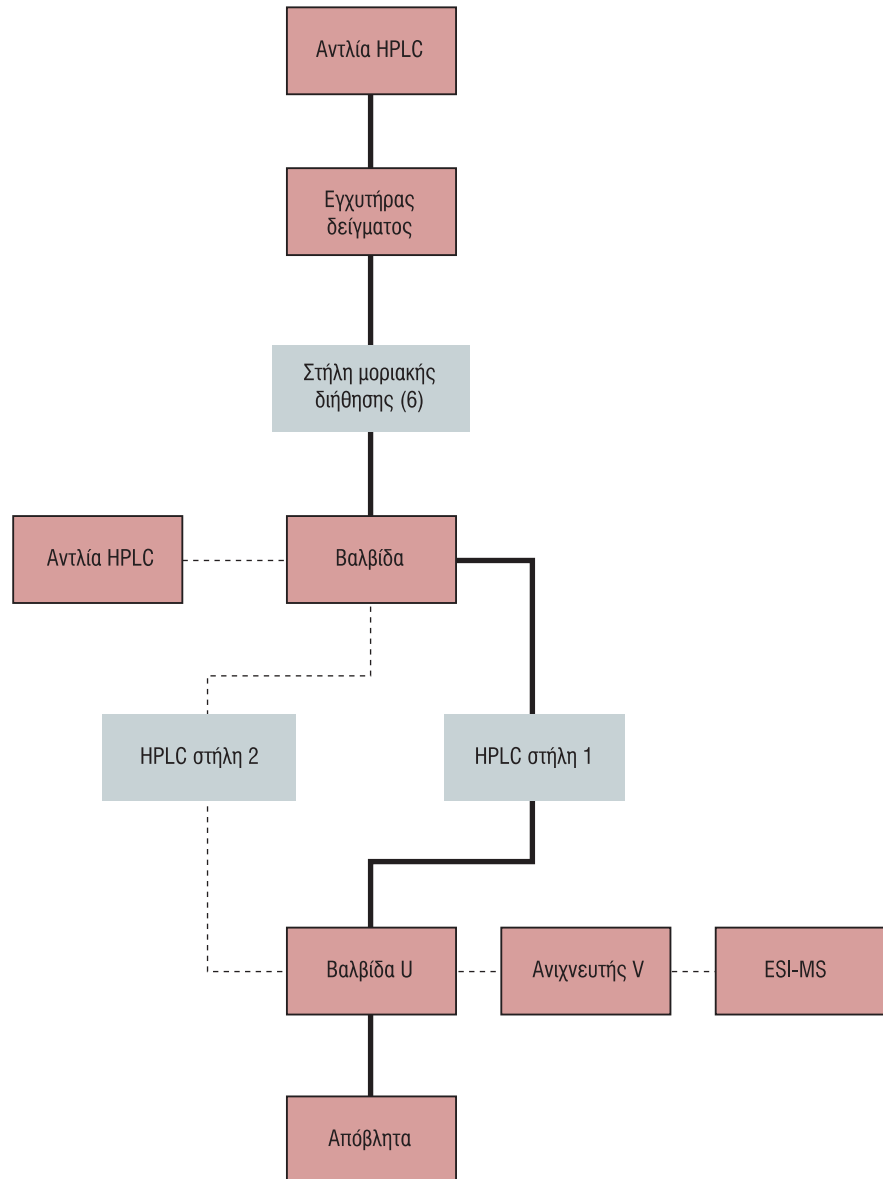 Αντλία HPLC
Εγχυτήρας
δείγματος
Στήλη μοριακής
διήθησης (6)
Αντλία HPLC
Βαλβίδα
HPLC στήλη 2
HPLC στήλη 1
Βαλβίδα U
Ανιχνευτής V
ESI-MS
Απόβλητα